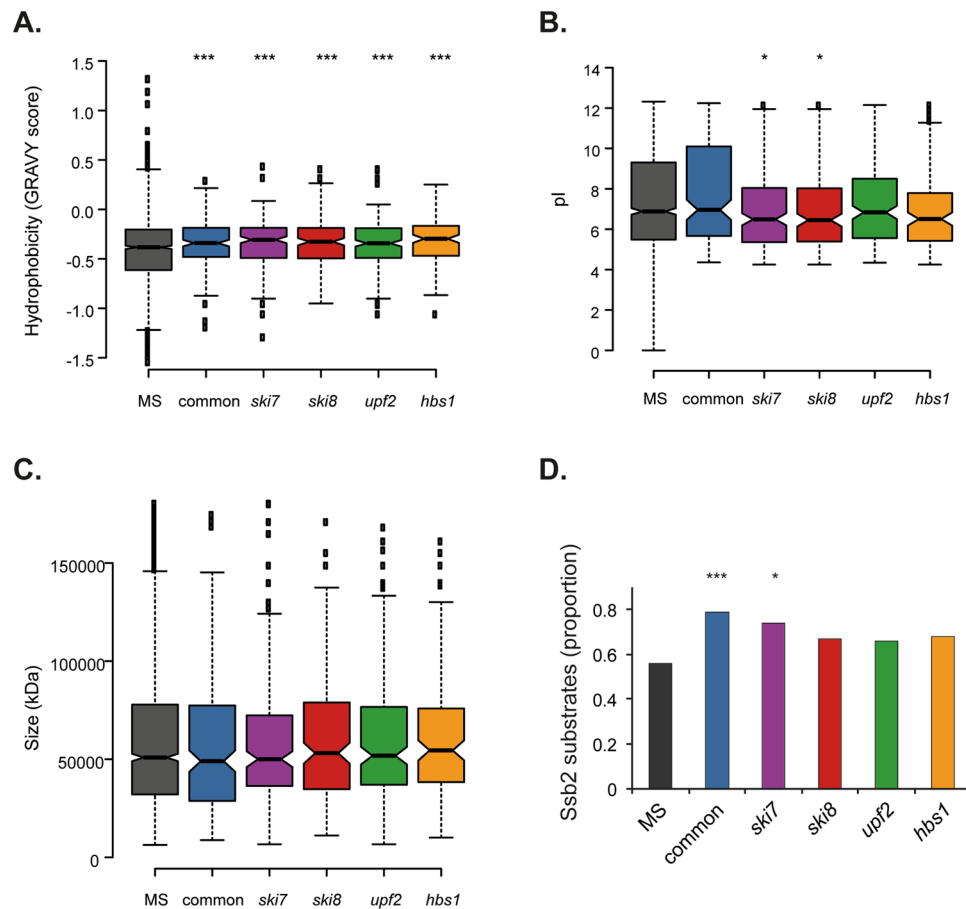 A.
*** *** *** *** ***
Hydrophobicity (GRAVY score)
1.5
1.0
0.5
0.0
-0.5
-1.0
-1.5
MS common ski7 ski8 upf2 hbs1
B.
* *
pI
14
12
10
8
6
4
2
0
MS common ski7 ski8 upf2 hbs1
C.
Size (kDa)
150000
100000
50000
0
MS common ski7 ski8 upf2 hbs1
D.
*** *
Ssb2 substrates (proportion)
0.8
0.6
0.4
0.2
0
MS common ski7 ski8 upf2 hbs1